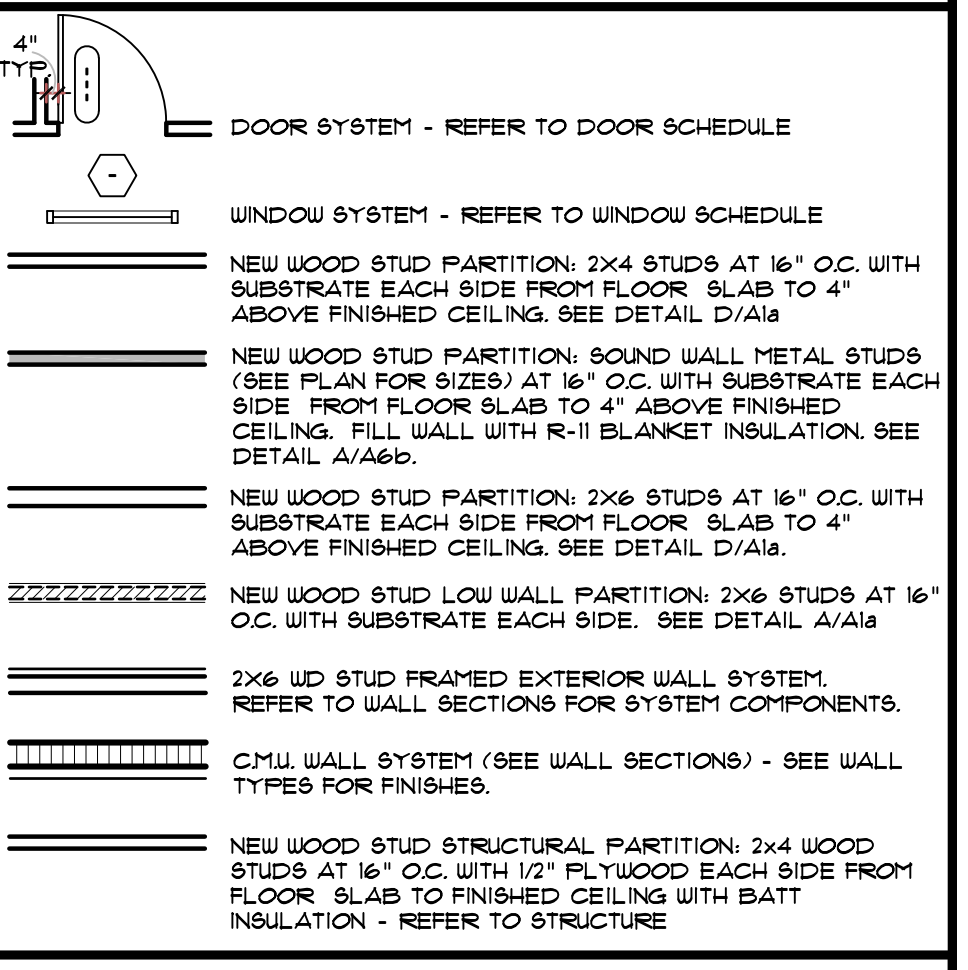 4"
TYP.
DOOR SYSTEM - REFER TO DOOR SCHEDULE
-
WINDOW SYSTEM - REFER TO WINDOW SCHEDULE
NEW WOOD STUD PARTITION: 2X4 STUDS AT 16" O.C. WITH
SUBSTRATE EACH SIDE FROM FLOOR SLAB TO 4"
ABOVE FINISHED CEILING. SEE DETAIL D/A1a
NEW WOOD STUD PARTITION: SOUND WALL METAL STUDS
(SEE PLAN FOR SIZES) AT 16" O.C. WITH SUBSTRATE EACH
SIDE FROM FLOOR SLAB TO 4" ABOVE FINISHED
CEILING. FILL WALL WITH R-11 BLANKET INSULATION. SEE
DETAIL A/A6b.
NEW WOOD STUD PARTITION: 2X6 STUDS AT 16" O.C. WITH
SUBSTRATE EACH SIDE FROM FLOOR SLAB TO 4"
ABOVE FINISHED CEILING. SEE DETAIL D/A1a.
NEW WOOD STUD LOW WALL PARTITION: 2X6 STUDS AT 16"
O.C. WITH SUBSTRATE EACH SIDE. SEE DETAIL A/A1a
2X6 WD STUD FRAMED EXTERIOR WALL SYSTEM.
REFER TO WALL SECTIONS FOR SYSTEM COMPONENTS.
C.M.U. WALL SYSTEM (SEE WALL SECTIONS) - SEE WALL
TYPES FOR FINISHES.
NEW WOOD STUD STRUCTURAL PARTITION: 2x4 WOOD
STUDS AT 16" O.C. WITH 1/2" PLYWOOD EACH SIDE FROM
FLOOR SLAB TO FINISHED CEILING WITH BATT
INSULATION - REFER TO STRUCTURE